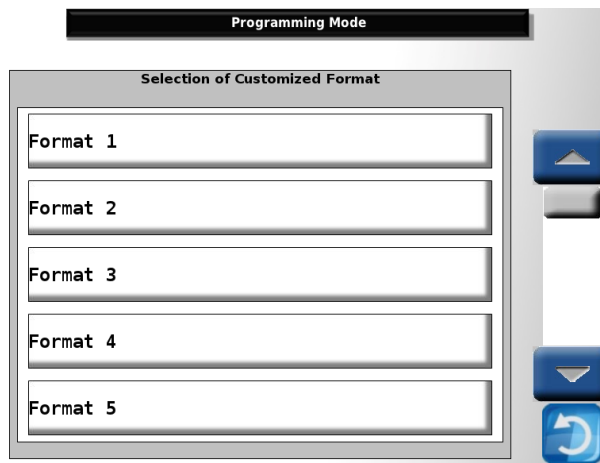 Programming Mode
Selection of Customized Format
Format 1
Format 2
Format 3
Format 4
Format 5